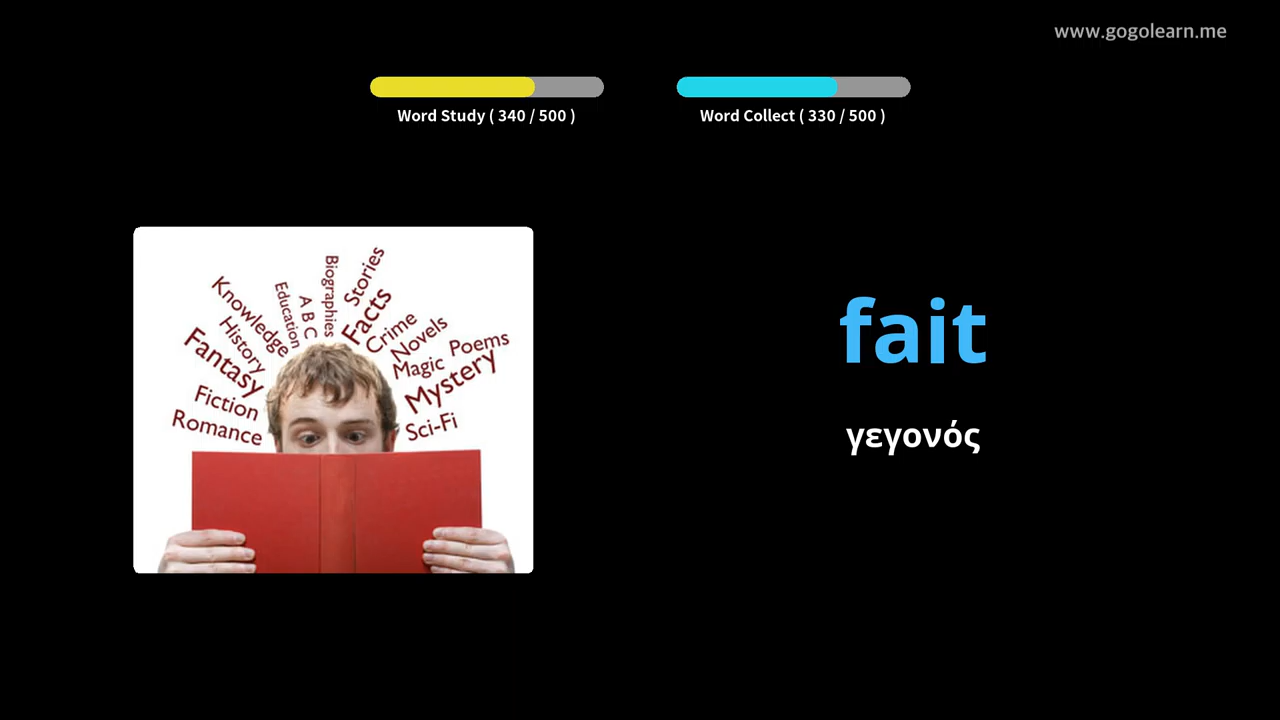 www.gogolearn.me
Word Study ( 340 / 500 )
Word Collect ( 330 / 500 )
Romance
Fiction
Fantasy
History
Knowledge
Education
A B C
Biographies
Stories
Facts
Crime
Novels
Magic
Poems
Mystery
Sci-Fi
fait
γεγονός